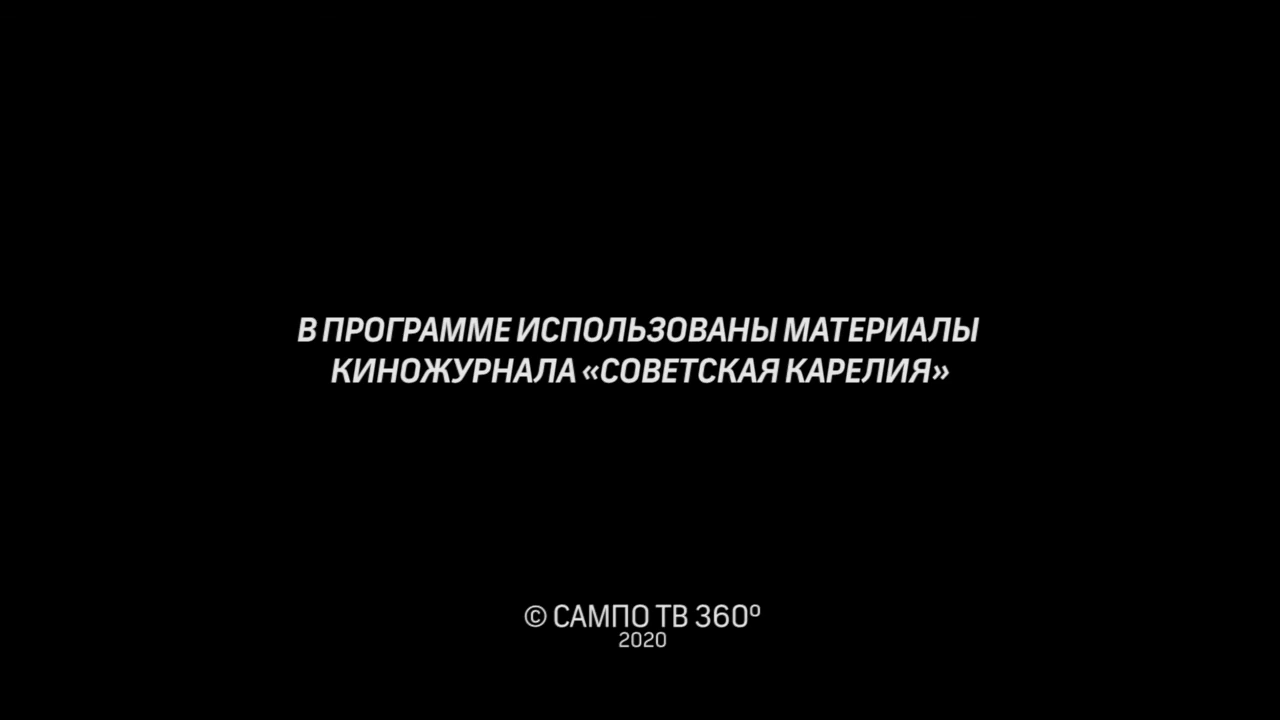 В ПРОГРАММЕ ИСПОЛЬЗОВАНЫ МАТЕРИАЛЫ
КИНОЖУРНАЛА «СОВЕТСКАЯ КАРЕЛИЯ»
© САМПО ТВ 360º
2020